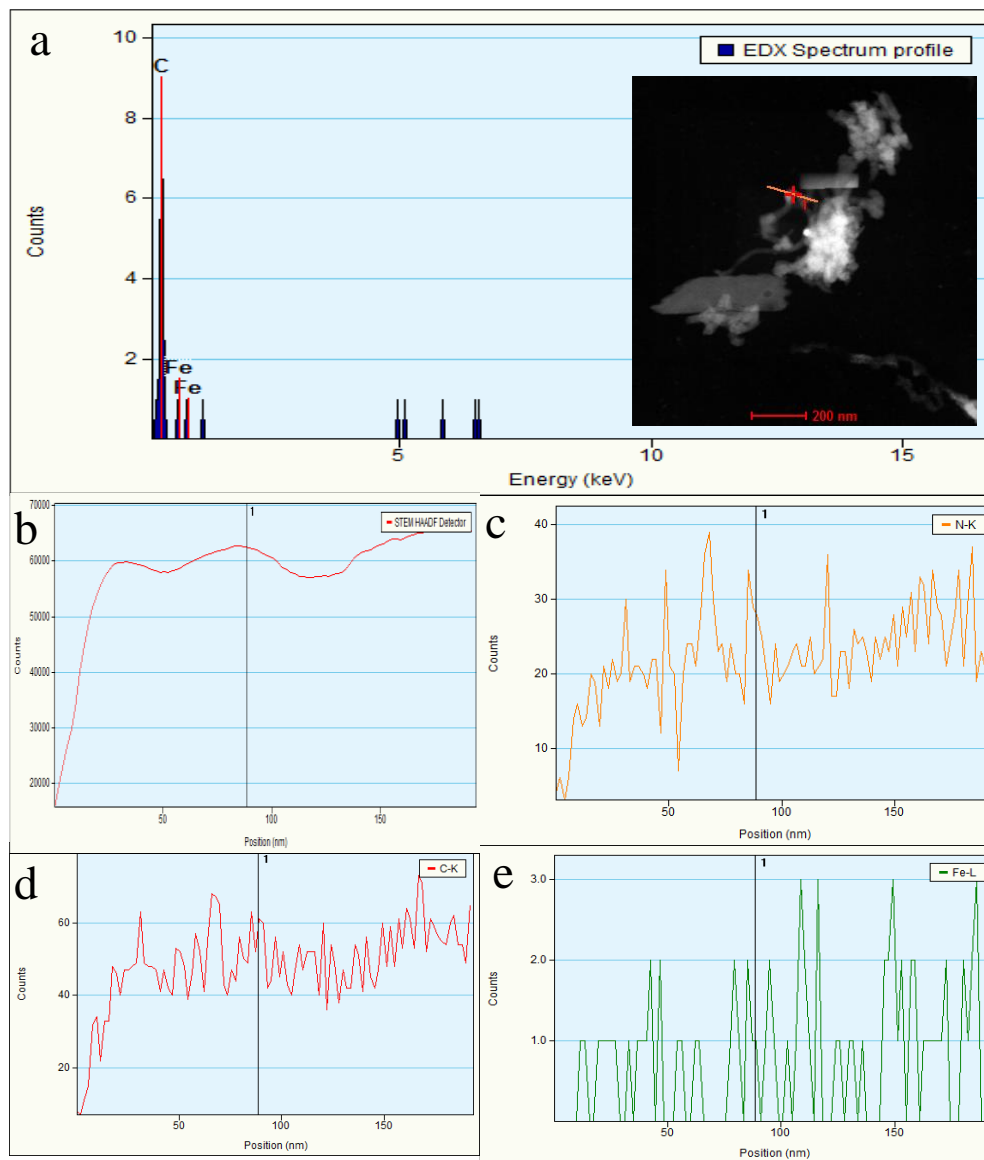 a
10
8
6
4
2
Counts
C
Fe
Fe
EDX Spectrum profile
200 nm
5
10
15
Energy (keV)
b
70000
60000
50000
40000
30000
20000
Counts
1
STEM HAADF Detector
50
100
150
Position (nm)
c
40
30
20
10
Counts
1
N-K
50
100
150
Position (nm)
d
60
40
20
Counts
1
C-K
50
100
150
Position (nm)
e
3.0
2.0
1.0
Counts
1
Fe-L
50
100
150
Position (nm)